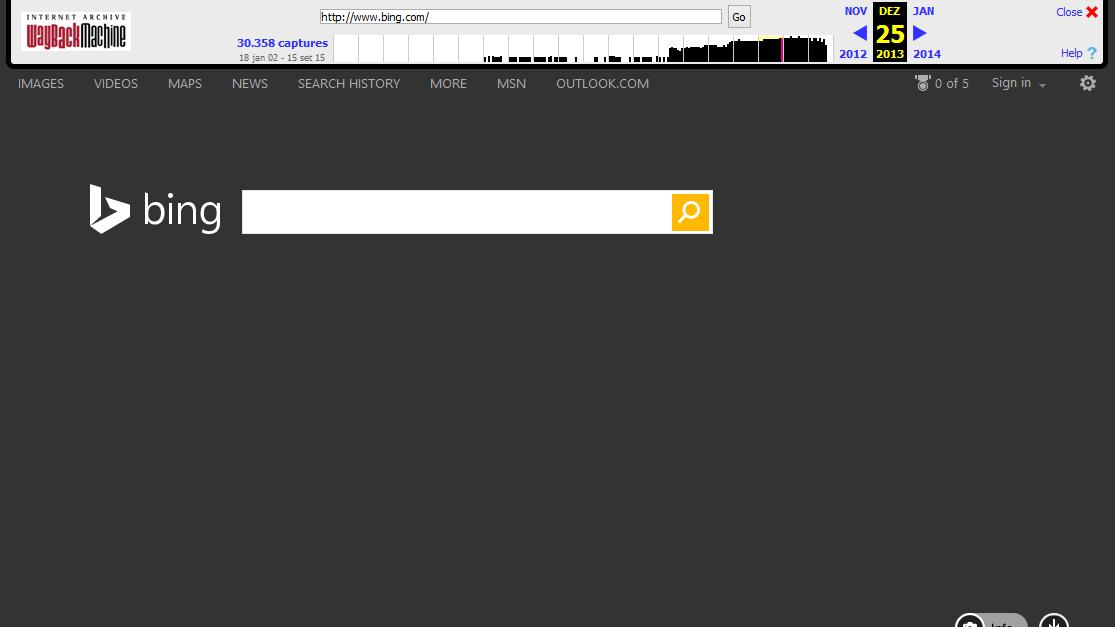 INTERNET ARCHIVE
WayBackMachine
http://www.bing.com/
Go
30.358 captures
18 jan 02 - 15 set 15
NOV
DEZ
JAN
25
2012
2013
2014
Close
Help ?
IMAGES
VIDEOS
MAPS
NEWS
SEARCH HISTORY
MORE
MSN
OUTLOOK.COM
0 of 5
Sign in
bing
Info